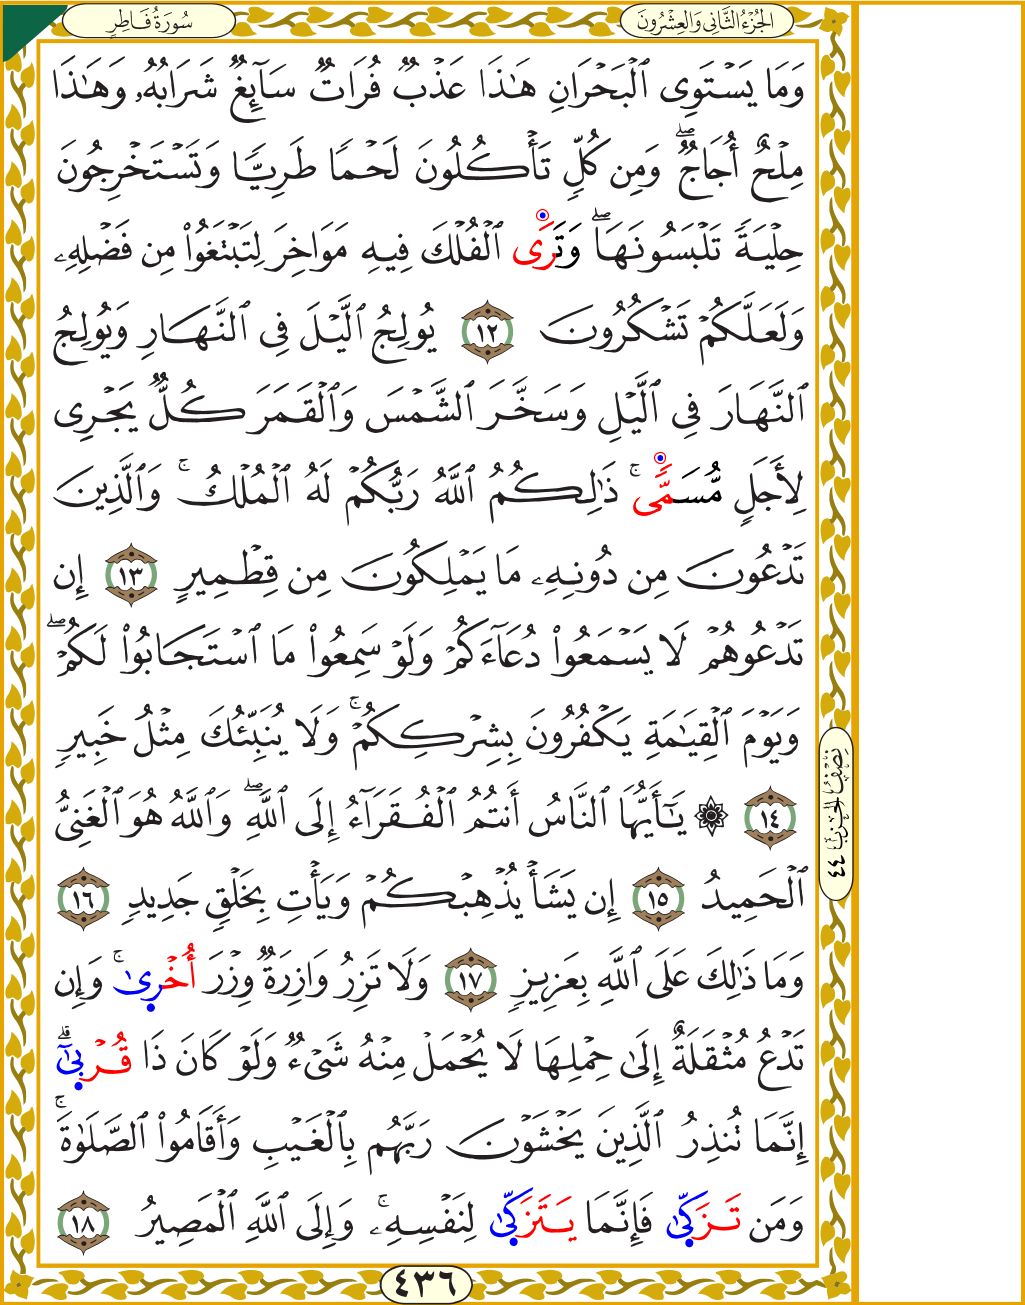 سُورَةُ فَاطِرٍ
الجُزْءُ الثَّانِي وَالعِشْرُونَ
وَمَا يَسْتَوِى ٱلْبَحْرَانِ هَٰذَا عَذْبٌ فُرَاتٌ سَآئِغٌ شَرَابُهُۥ وَهَٰذَا
مِلْحٌ أُجَاجٌ ۖ وَمِن كُلٍّ تَأْكُلُونَ لَحْمًا طَرِيًّا وَتَسْتَخْرِجُونَ
حِلْيَةً تَلْبَسُونَهَا ۖ وَتَرَى ٱلْفُلْكَ فِيهِ مَوَاخِرَ لِتَبْتَغُوا۟ مِن فَضْلِهِۦ
وَلَعَلَّكُمْ تَشْكُرُونَ ١٢ يُولِجُ ٱلَّيْلَ فِى ٱلنَّهَارِ وَيُولِجُ
ٱلنَّهَارَ فِى ٱلَّيْلِ وَسَخَّرَ ٱلشَّمْسَ وَٱلْقَمَرَ كُلٌّ يَجْرِى
لِأَجَلٍ مُّسَمًّى ۚ ذَٰلِكُمُ ٱللَّهُ رَبُّكُمْ لَهُ ٱلْمُلْكُ ۚ وَٱلَّذِينَ
تَدْعُونَ مِن دُونِهِۦ مَا يَمْلِكُونَ مِن قِطْمِيرٍ ١٣ إِن
تَدْعُوهُمْ لَا يَسْمَعُوا۟ دُعَآءَكُمْ وَلَوْ سَمِعُوا۟ مَا ٱسْتَجَابُوا۟ لَكُمْ ۖ
وَيَوْمَ ٱلْقِيَٰمَةِ يَكْفُرُونَ بِشِرْكِكُمْ ۚ وَلَا يُنَبِّئُكَ مِثْلُ خَبِيرٍ
١٤ ۞ يَٰٓأَيُّهَا ٱلنَّاسُ أَنتُمُ ٱلْفُقَرَآءُ إِلَى ٱللَّهِ ۖ وَٱللَّهُ هُوَ ٱلْغَنِىُّ
ٱلْحَمِيدُ ١٥ إِن يَشَأْ يُذْهِبْكُمْ وَيَأْتِ بِخَلْقٍ جَدِيدٍ ١٦
وَمَا ذَٰلِكَ عَلَى ٱللَّهِ بِعَزِيزٍ ١٧ وَلَا تَزِرُ وَازِرَةٌ وِزْرَ أُخْرِىٰ ۚ وَإِن
تَدْعُ مُثْقَلَةٌ إِلَىٰ حِمْلِهَا لَا يُحْمَلْ مِنْهُ شَىْءٌ وَلَوْ كَانَ ذَا قُرْبِىٰٓ ۗ
إِنَّمَا تُنذِرُ ٱلَّذِينَ يَخْشَوْنَ رَبَّهُم بِٱلْغَيْبِ وَأَقَامُوا۟ ٱلصَّلَوٰةَ ۚ
وَمَن تَزَكِّىٰ فَإِنَّمَا يَتَزَكِّىٰ لِنَفْسِهِۦ ۚ وَإِلَى ٱللَّهِ ٱلْمَصِيرُ ١٨
نِصْفُ الحِزْبِ ٤٤
٤٣٦